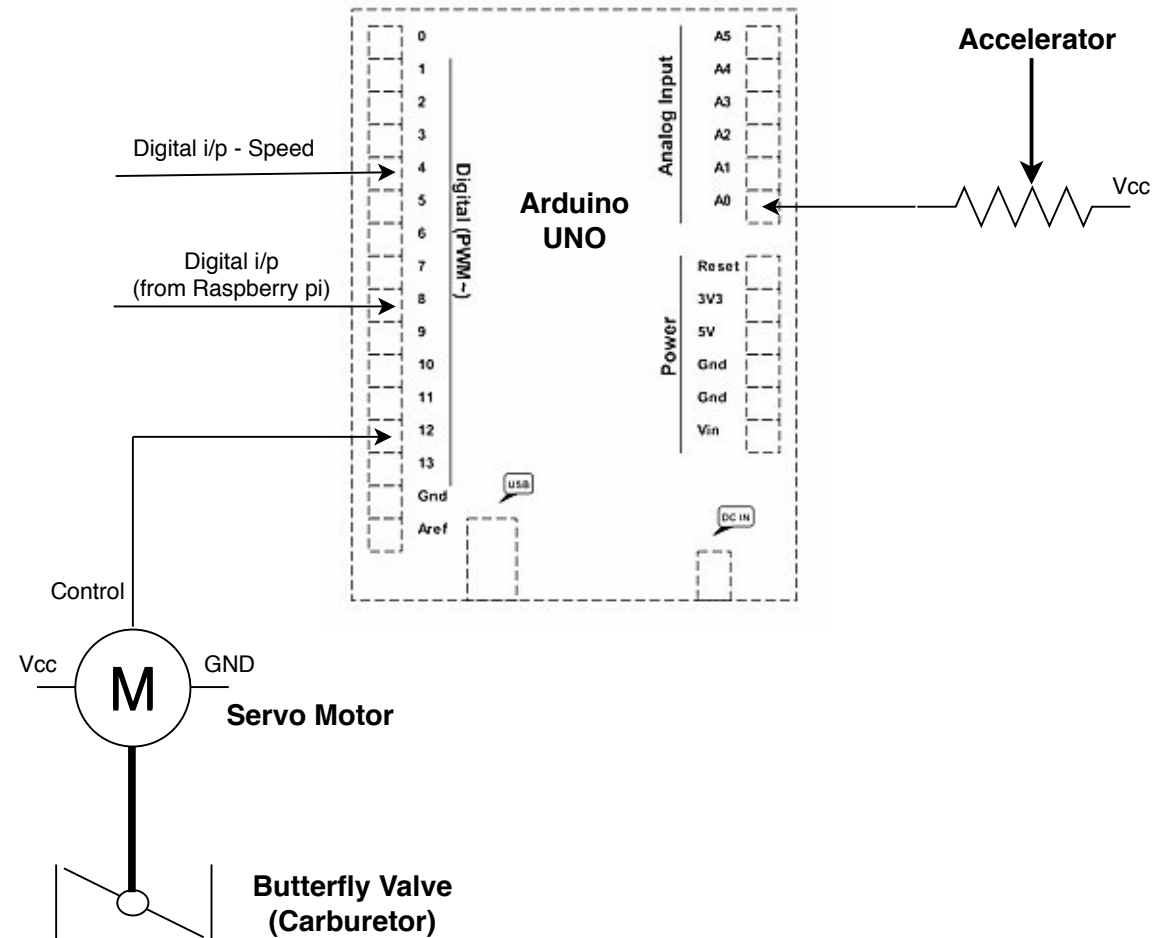 Accelerator
Vcc
Digital i/p - Speed
Digital i/p
(from Raspberry pi)
0
1
2
3
4
5
6
7
8
9
10
11
12
13
Gnd
Aref
Digital (PWM~)
Arduino
UNO
Analog Input
A5
A4
A3
A2
A1
A0
Power
Reset
3V3
5V
Gnd
Gnd
Vin
USB
DC IN
Control
Vcc
GND
M
Servo Motor
Butterfly Valve
(Carburetor)